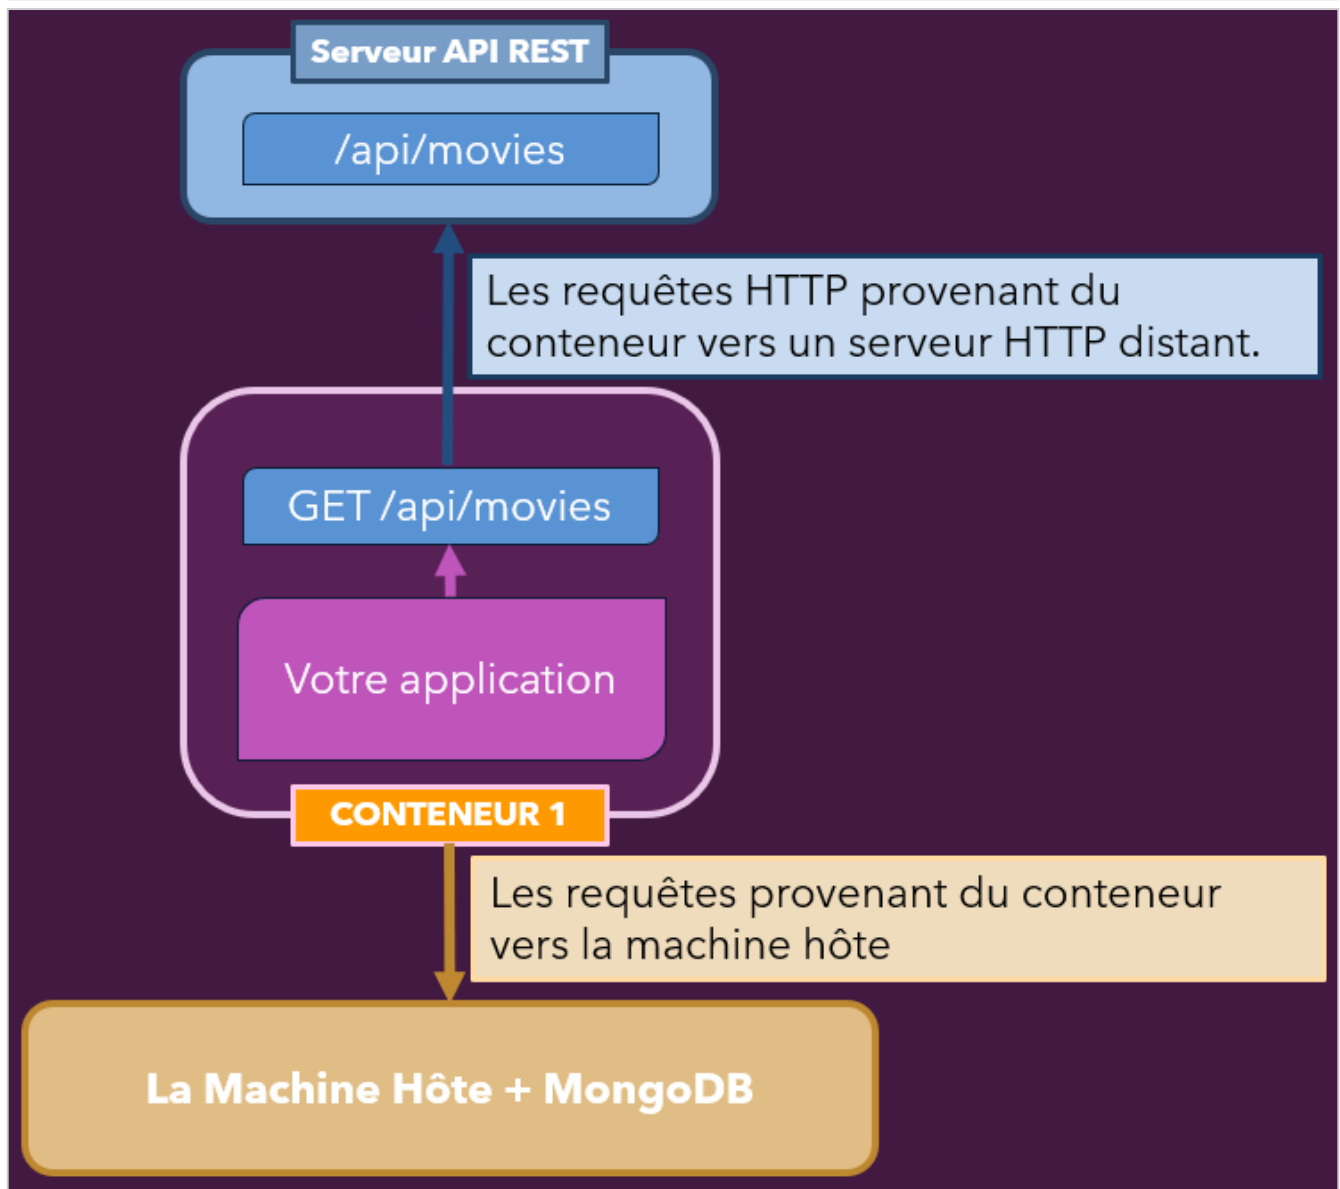 Serveur API REST
/api/movies
Les requêtes HTTP provenant du
conteneur vers un serveur HTTP distant.
GET /api/movies
Votre application
CONTENEUR 1
Les requêtes provenant du conteneur
vers la machine hôte
La Machine Hôte + MongoDB